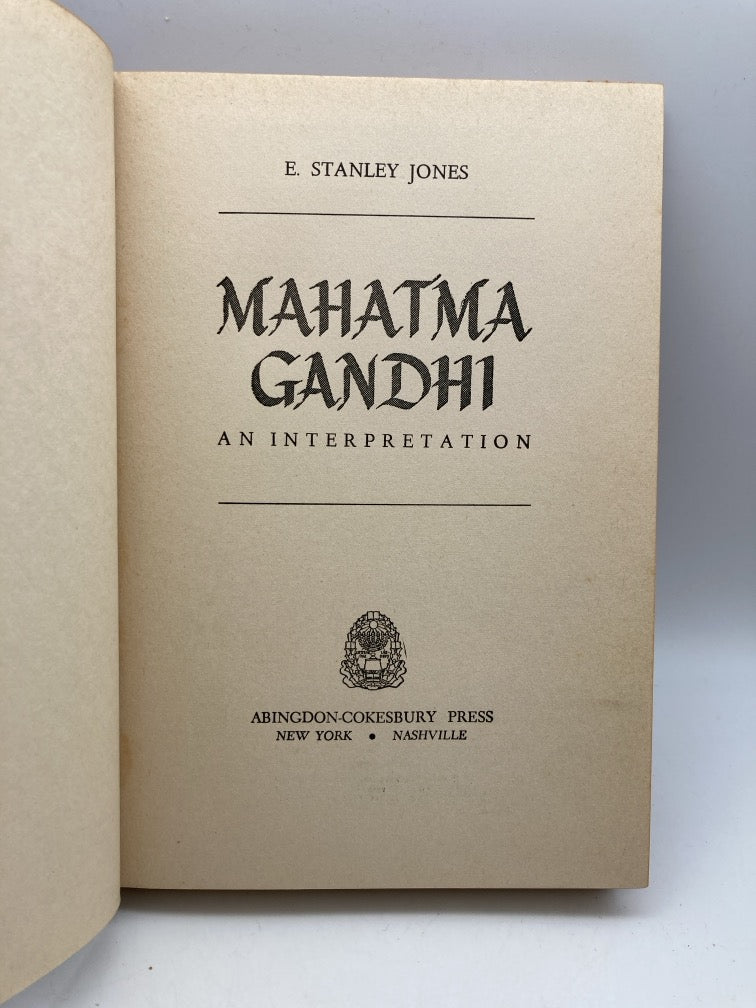 E. STANLEY JONES
MAHATMA
GANDHI
AN INTERPRETATION
ABINGDON-COKESBURY PRESS
NEW YORK • NASHVILLE